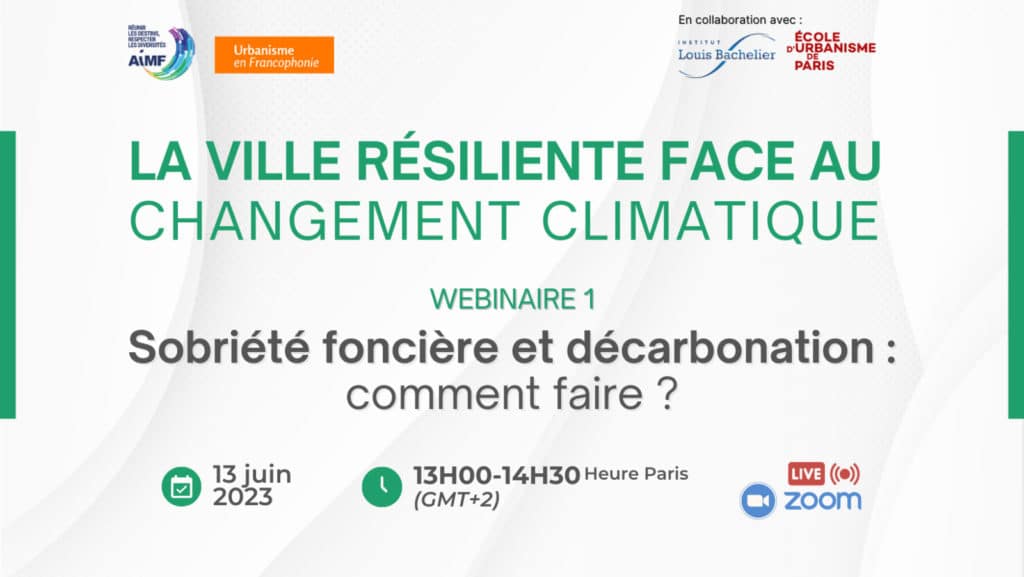 RÉUNIR
LES DESTINS,
RESPECTER
LES DIVERSITÉS
AIMF
Urbanisme
en Francophonie
En collaboration avec :
INSTITUT
Louis Bachelier
ÉCOLE
D'URBANISME
DE
PARIS
LA VILLE RÉSILIENTE FACE AU
CHANGEMENT CLIMATIQUE
WEBINAIRE 1
Sobriété foncière et décarbonation :
comment faire ?
13 juin
2023
13H00-14H30 Heure Paris
(GMT+2)
LIVE
zoom